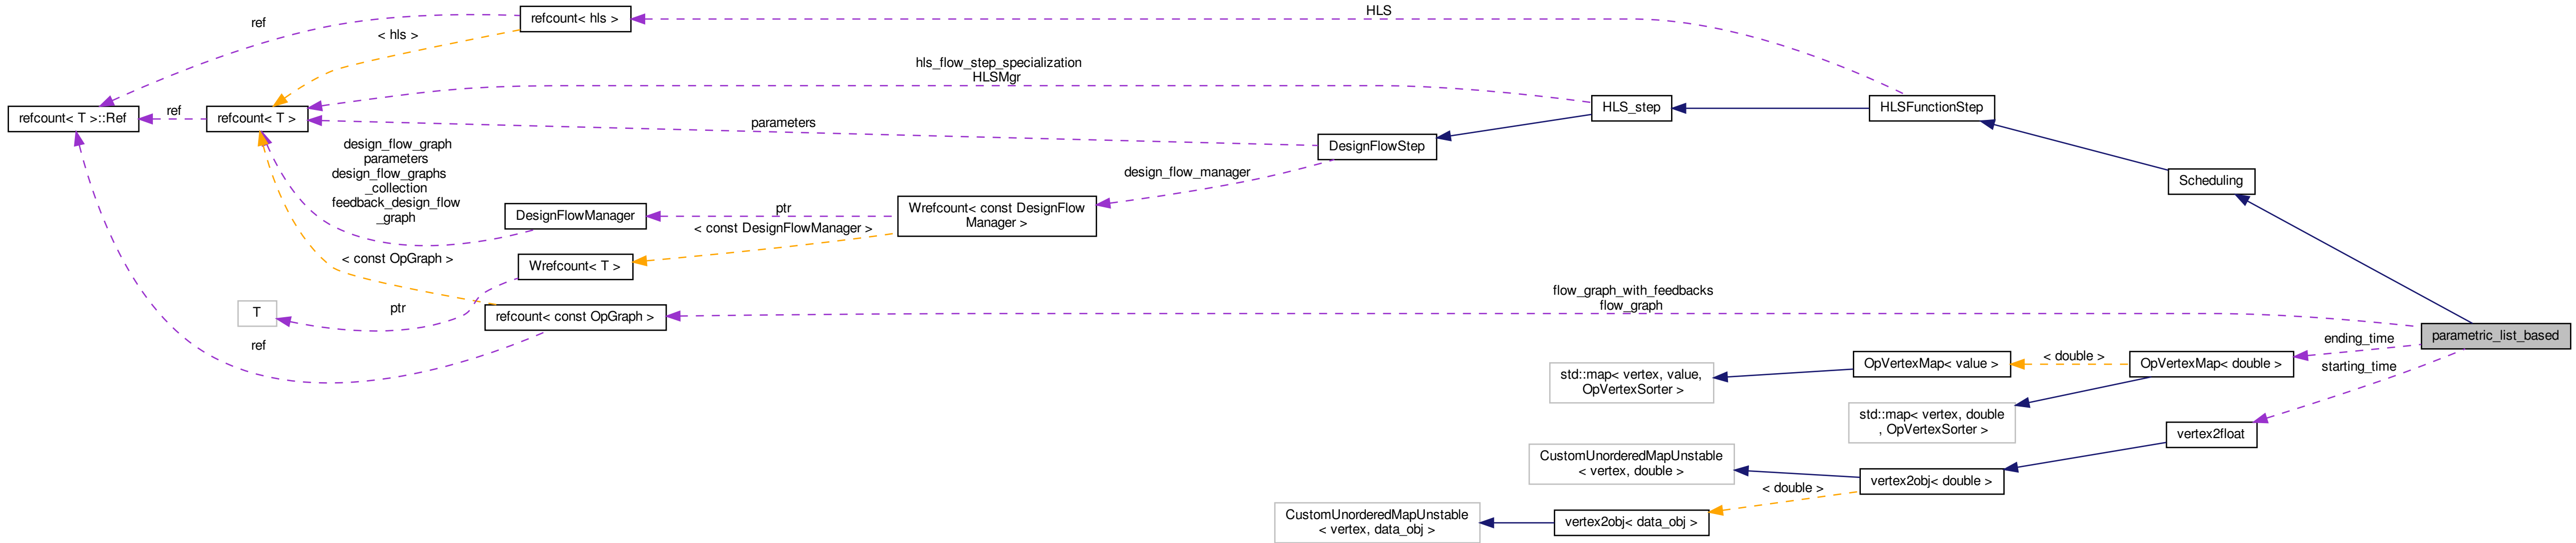 refcount< hls >
HLS
ref
< hls >
hls_flow_step_specialization
HLSMgr
refcount< T >::Ref
ref
refcount< T >
HLS_step
HLSFunctionStep
parameters
DesignFlowStep
design_flow_graph
parameters
design_flow_graphs
_collection
feedback_design_flow
_graph
design_flow_manager
Scheduling
DesignFlowManager
ptr
Wrefcount< const DesignFlow
Manager >
< const DesignFlowManager >
< const OpGraph >
Wrefcount< T >
T
ptr
refcount< const OpGraph >
flow_graph_with_feedbacks
flow_graph
ref
parametric_list_based
ending_time
starting_time
std::map< vertex, value,
OpVertexSorter >
OpVertexMap< value >
< double >
OpVertexMap< double >
std::map< vertex, double
, OpVertexSorter >
vertex2float
CustomUnorderedMapUnstable
< vertex, double >
vertex2obj< double >
< double >
CustomUnorderedMapUnstable
< vertex, data_obj >
vertex2obj< data_obj >